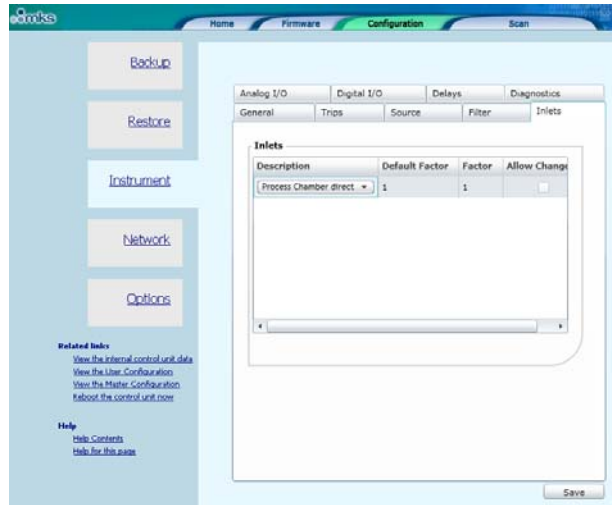 mks
Home Firmware Configuration Scan
Backup
Restore
Instrument
Network
Options
Related links
View the internal control unit data
View the User Configuration
View the Master Configuration
Reboot the control unit now
Help
Help Contents
Help for this page
Analog I/O Digital I/O Delays Diagnostics
General Trips Source Filter Inlets
Inlets
Description Default Factor Factor Allow Change
Process Chamber direct 1 1
Save